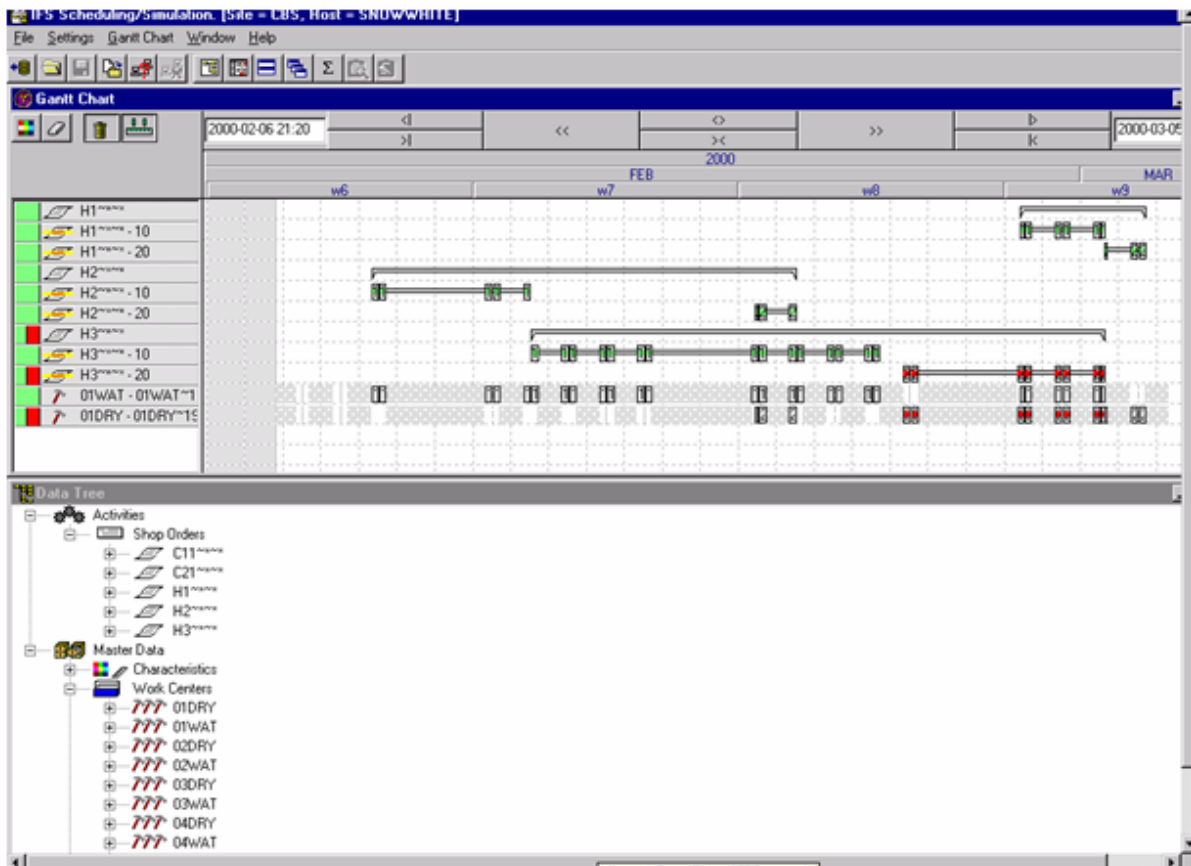 IFS Scheduling/Simulation. [Site = CBS, Host = SNOWWHITE]
File Settings Gantt Chart Window Help
Gantt Chart
2000-02-06 21:20 <| << <> >> |> 2000-03-05
>| >< |<
2000
FEB MAR
w6 w7 w8 w9
H1~*~*~*
H1~*~*~* - 10
H1~*~*~* - 20
H2~*~*~*
H2~*~*~* - 10
H2~*~*~* - 20
H3~*~*~*
H3~*~*~* - 10
H3~*~*~* - 20
01WAT - 01WAT~1
01DRY - 01DRY~19
Data Tree
Activities
Shop Orders
C11~*~*~*
C21~*~*~*
H1~*~*~*
H2~*~*~*
H3~*~*~*
Master Data
Characteristics
Work Centers
01DRY
01WAT
02DRY
02WAT
03DRY
03WAT
04DRY
04WAT